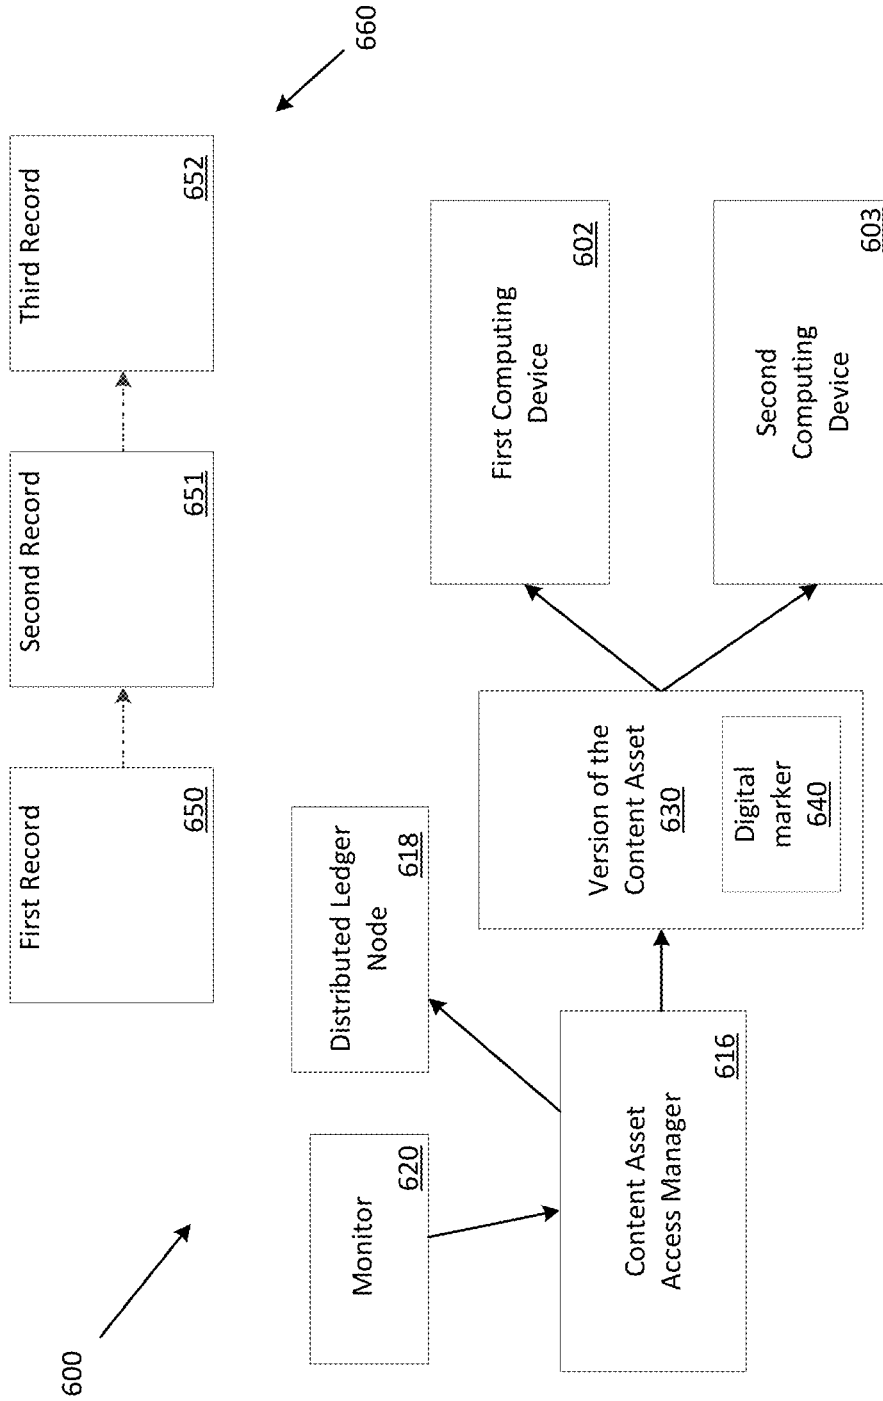 600
First Record
650
Second Record
651
Third Record
652
660
Monitor
620
Distributed Ledger
Node
618
Content Asset
Access Manager
616
Version of the
Content Asset
630
Digital
marker
640
First Computing
Device
602
Second
Computing
Device
603